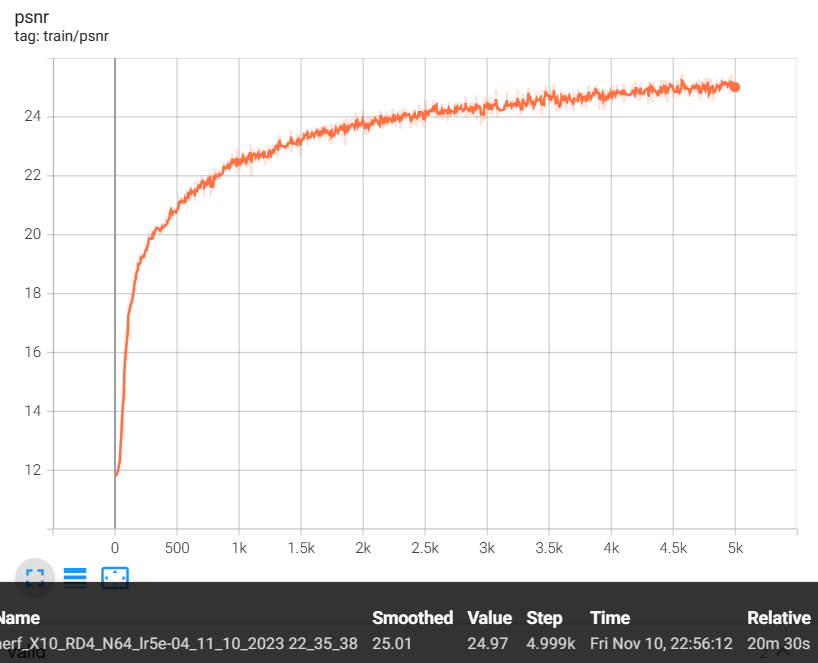 psnr
tag: train/psnr
24
22
20
18
16
14
12
0 500 1k 1.5k 2k 2.5k 3k 3.5k 4k 4.5k 5k
Name Smoothed Value Step Time Relative
nerf_X10_RD4_N64_lr5e-04_11_10_2023 22_35_38 25.01 24.97 4.999k Fri Nov 10, 22:56:12 20m 30s
valid